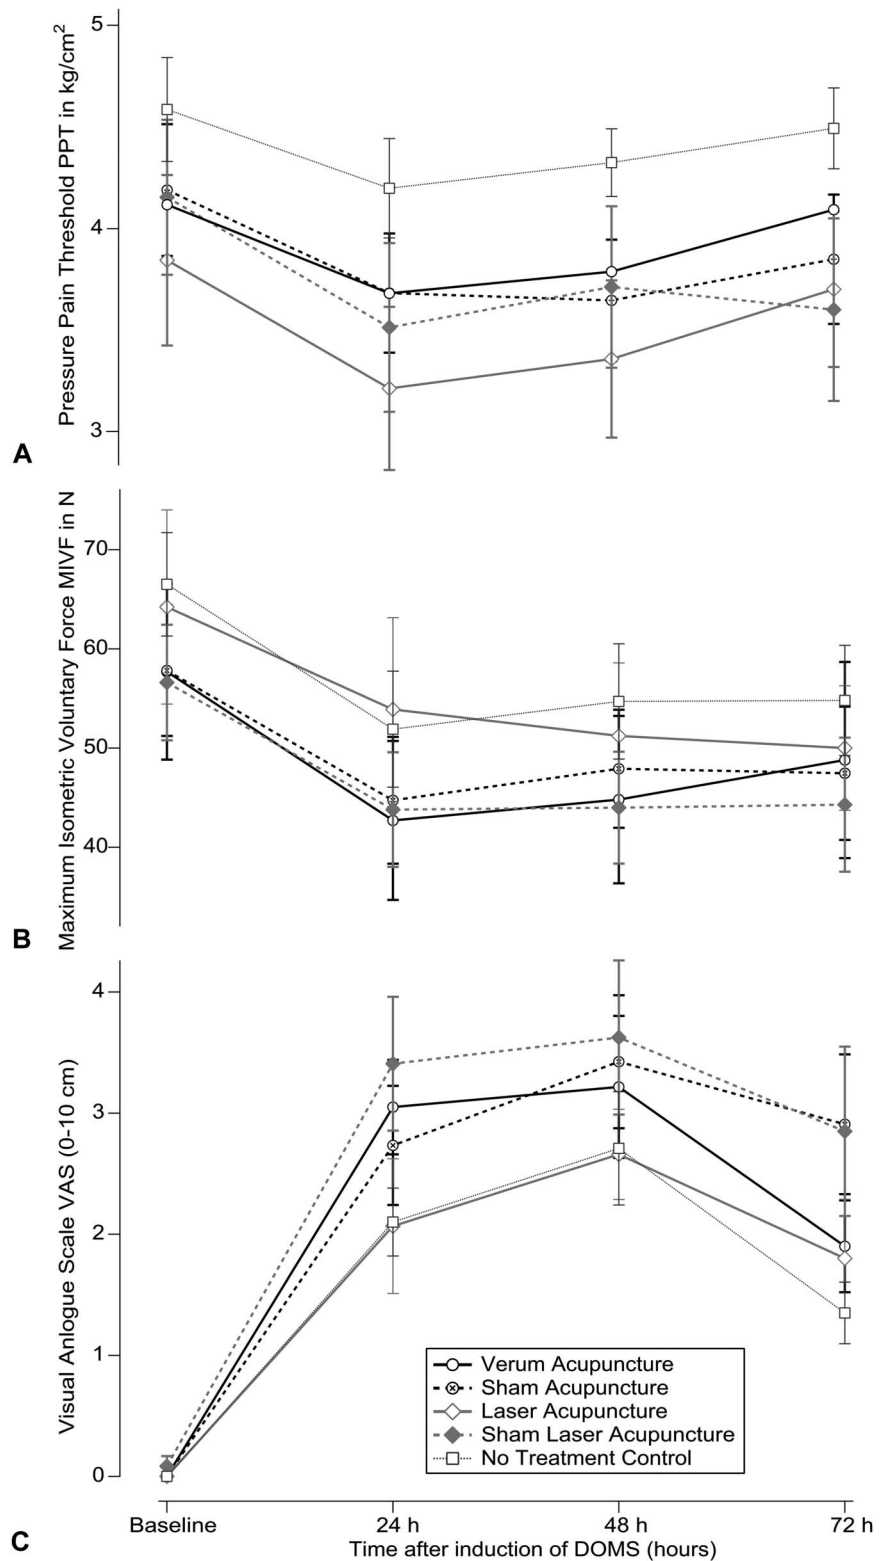 Pressure Pain Threshold PPT in kg/cm²
5
4
3
A
Maximum Isometric Voluntary Force MIVF in N
70
60
50
40
B
Visual Anlogue Scale VAS (0-10 cm)
4
3
2
1
0
Verum Acupuncture
Sham Acupuncture
Laser Acupuncture
Sham Laser Acupuncture
No Treatment Control
Baseline 24 h 48 h 72 h
Time after induction of DOMS (hours)
C